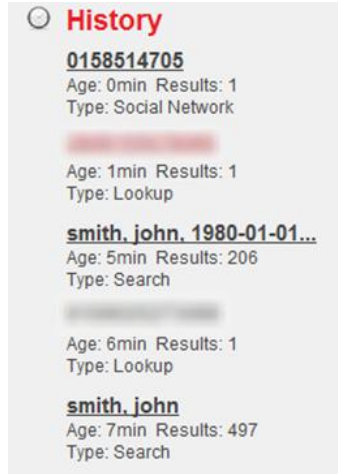 History
0158514705
Age: 0min Results: 1
Type: Social Network
Age: 1min Results: 1
Type: Lookup
smith, john, 1980-01-01...
Age: 5min Results: 206
Type: Search
Age: 6min Results: 1
Type: Lookup
smith, john
Age: 7min Results: 497
Type: Search